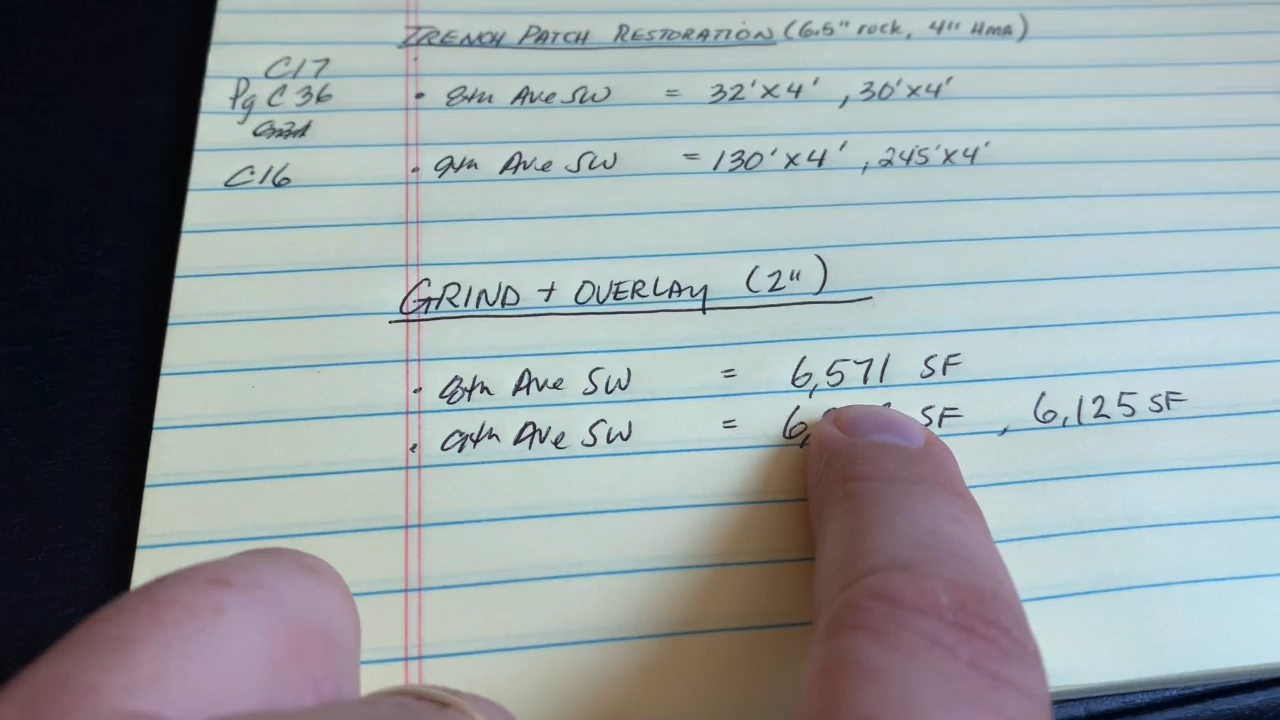 TRENCH PATCH RESTORATION (6.5" rock, 4" HMA)
C17
Pg C36 • 8th Ave SW = 32'x4', 30'x4'
C16 • 9th Ave SW = 130'x4', 245'x4'
GRIND + OVERLAY (2")
• 8th Ave SW = 6,571 SF
• 9th Ave SW = SF, 6,125 SF